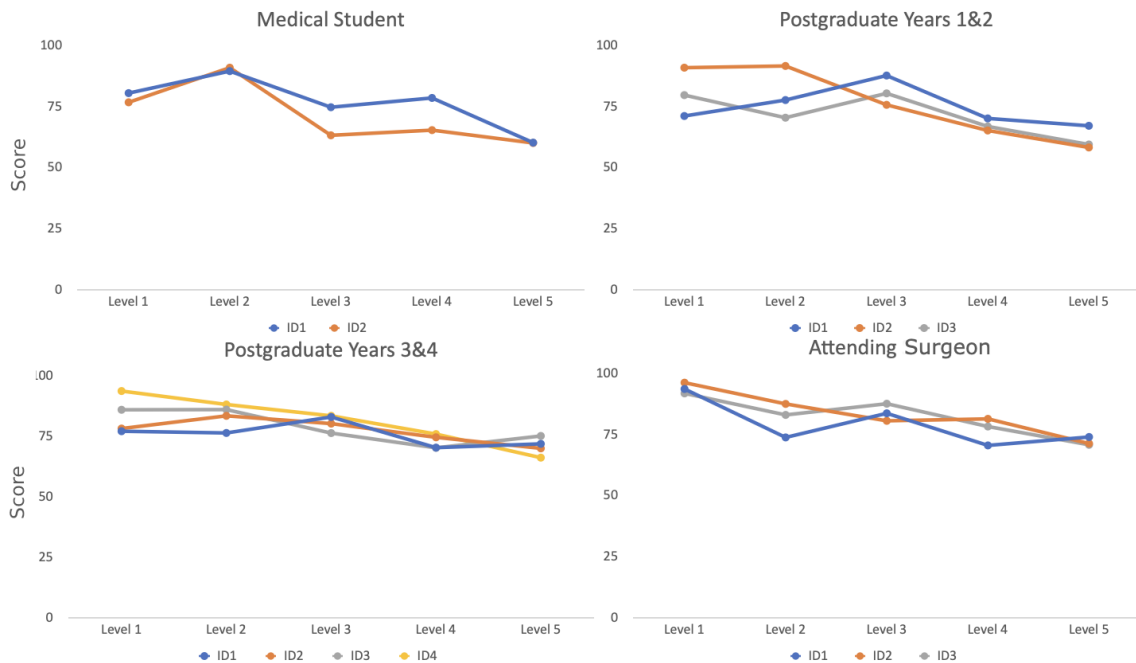 Medical Student
100
75
50
25
0
Score
Level 1 Level 2 Level 3 Level 4 Level 5
ID1 ID2
Postgraduate Years 1&2
100
75
50
25
0
Level 1 Level 2 Level 3 Level 4 Level 5
ID1 ID2 ID3
Postgraduate Years 3&4
100
75
50
25
0
Score
Level 1 Level 2 Level 3 Level 4 Level 5
ID1 ID2 ID3 ID4
Attending Surgeon
100
75
50
25
0
Level 1 Level 2 Level 3 Level 4 Level 5
ID1 ID2 ID3